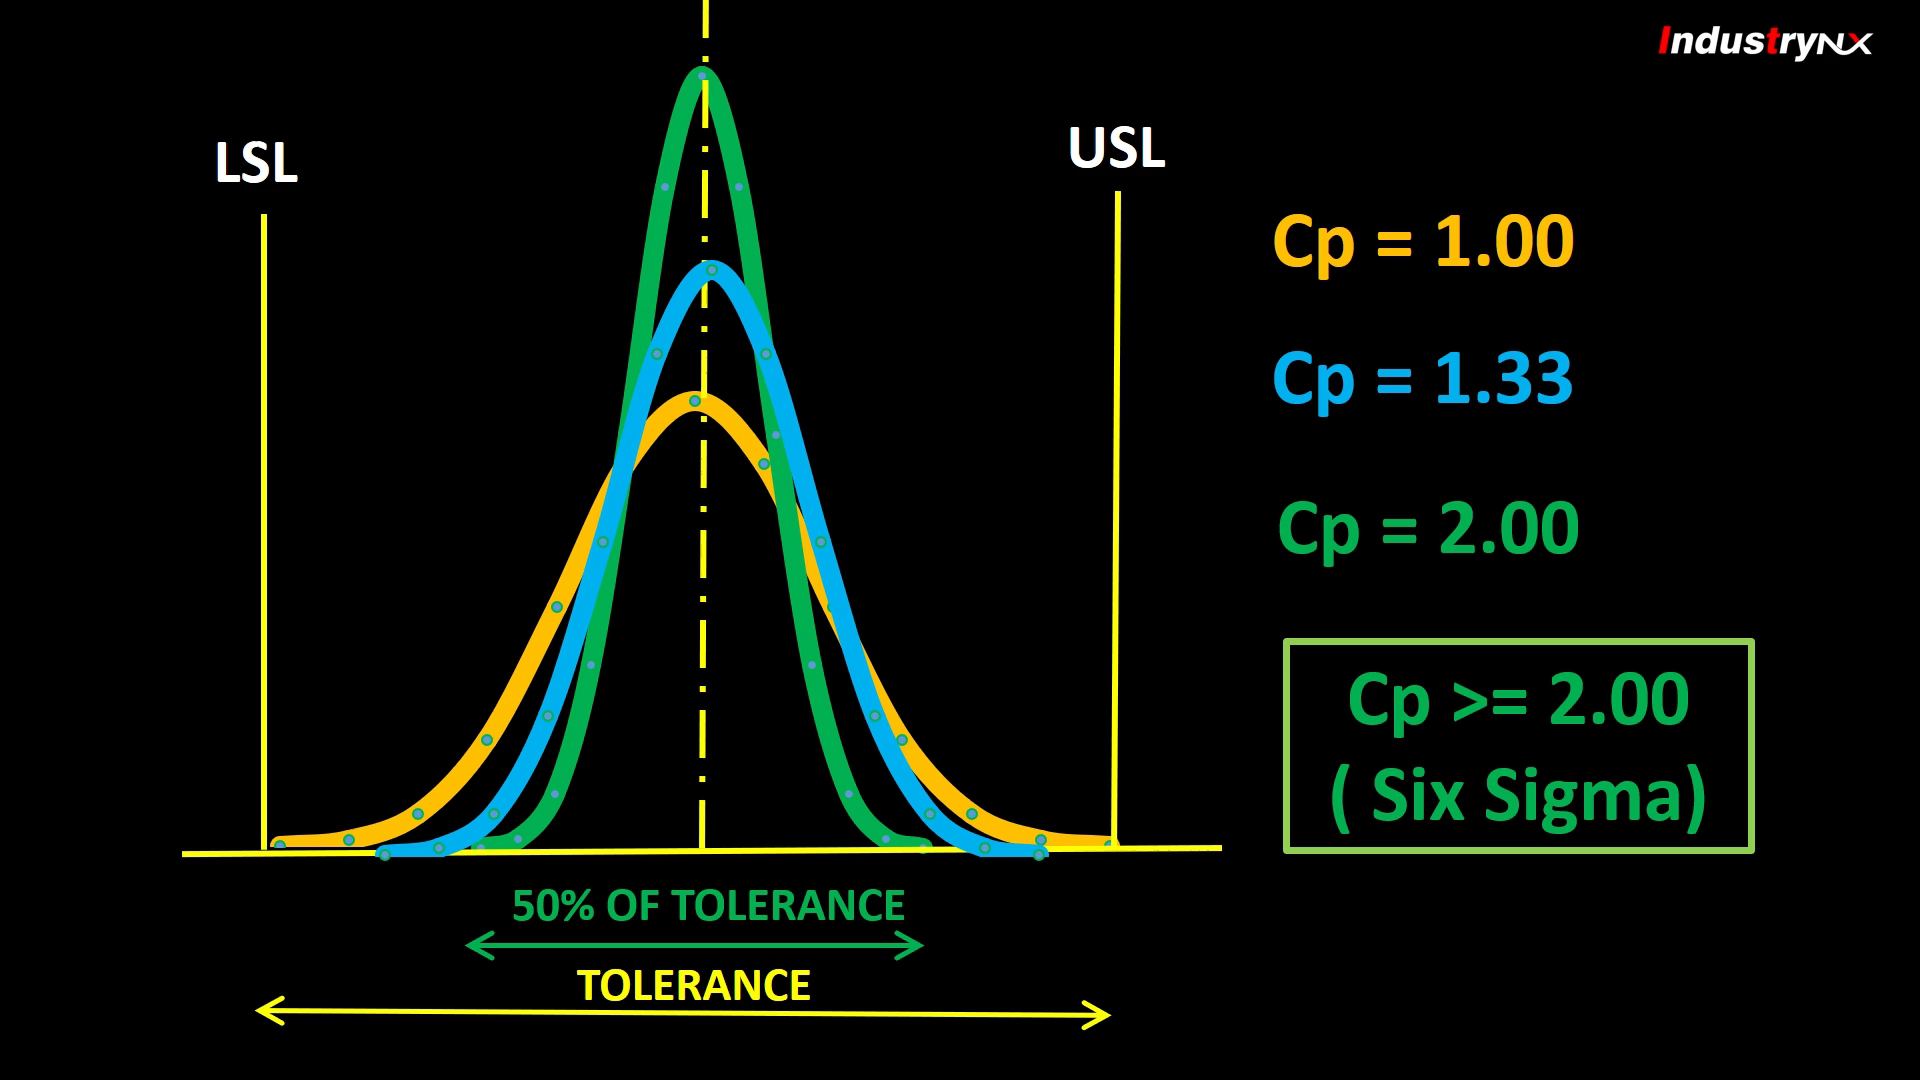 IndustryNX
LSL
USL
Cp = 1.00
Cp = 1.33
Cp = 2.00
Cp >= 2.00
( Six Sigma)
50% OF TOLERANCE
TOLERANCE